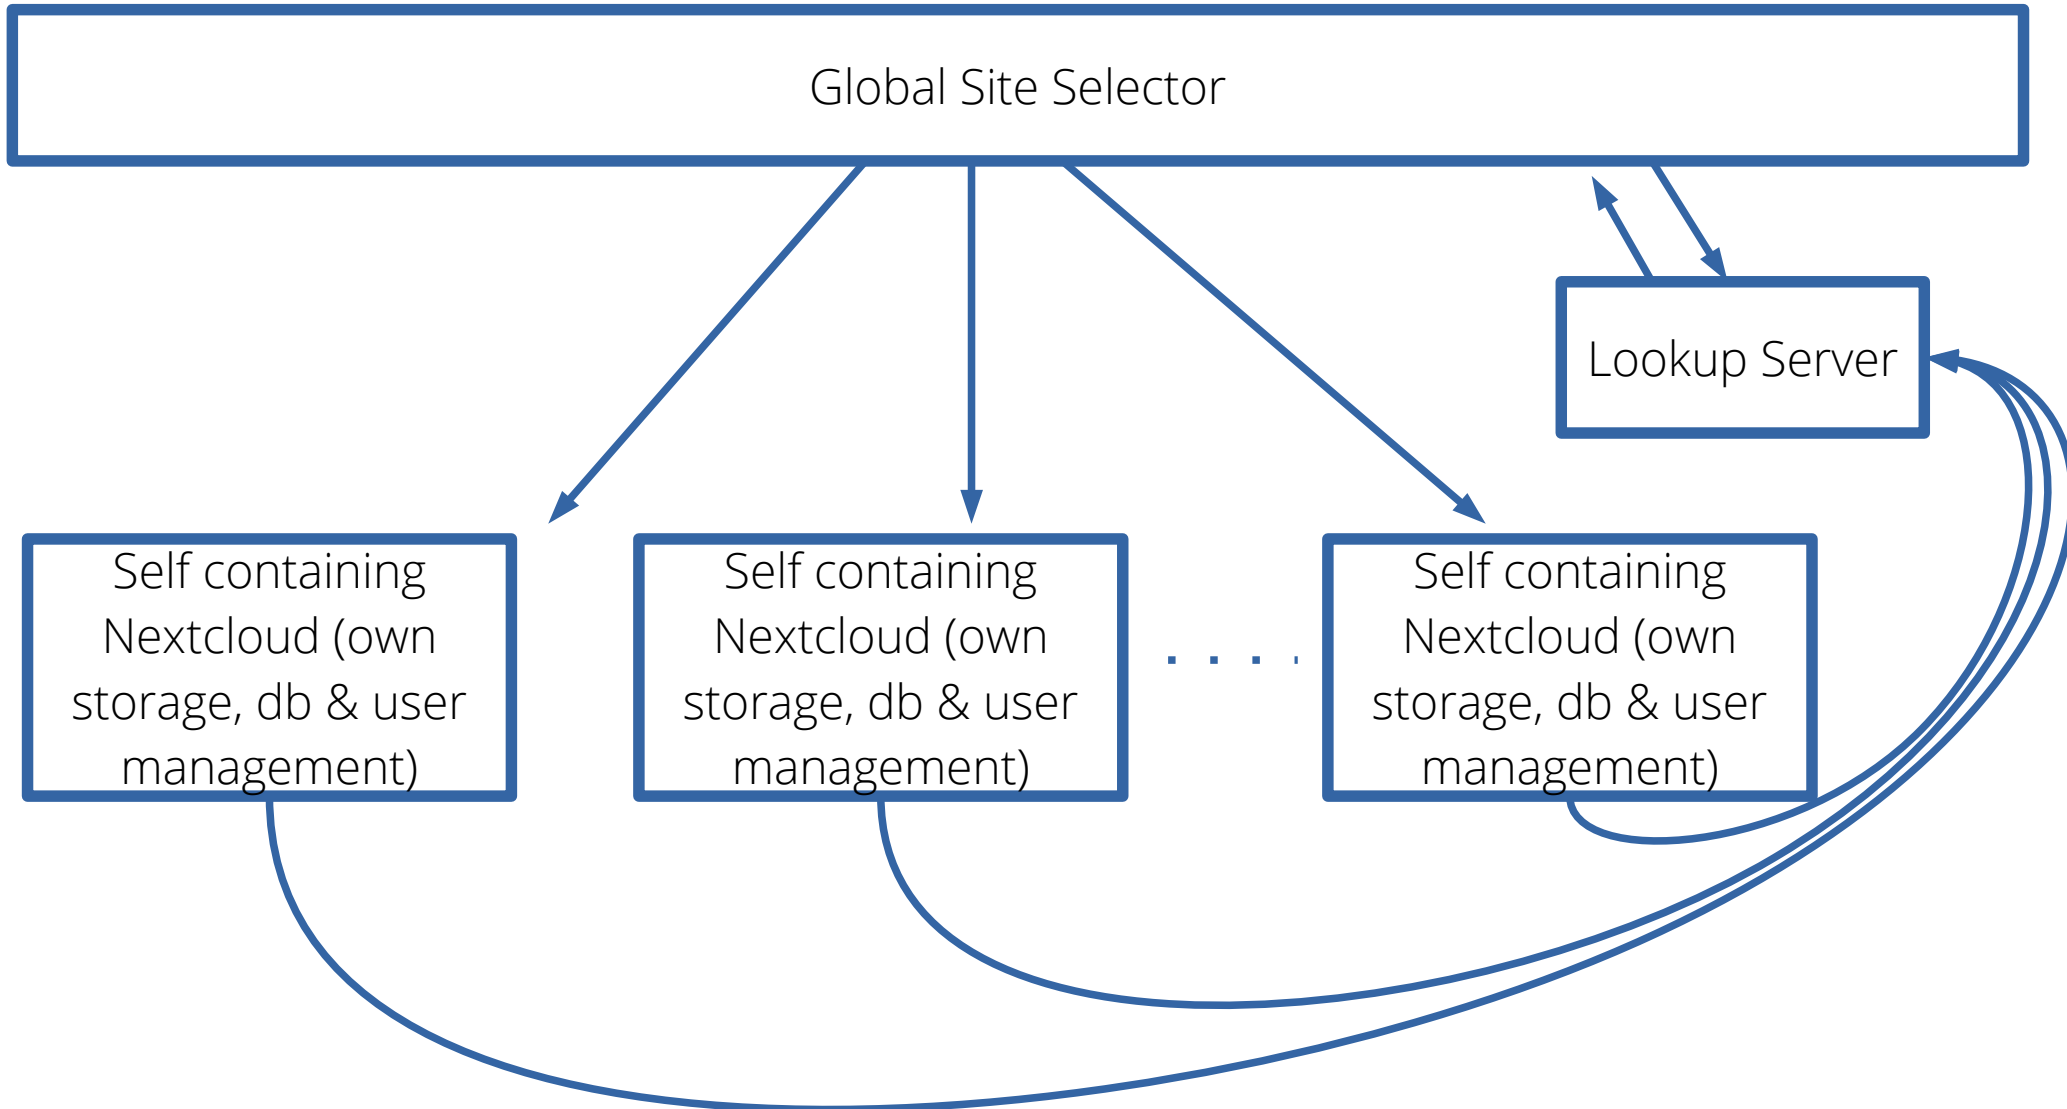 Global Site Selector
Lookup Server
Self containing
Nextcloud (own
storage, db & user
management)
Self containing
Nextcloud (own
storage, db & user
management)
Self containing
Nextcloud (own
storage, db & user
management)